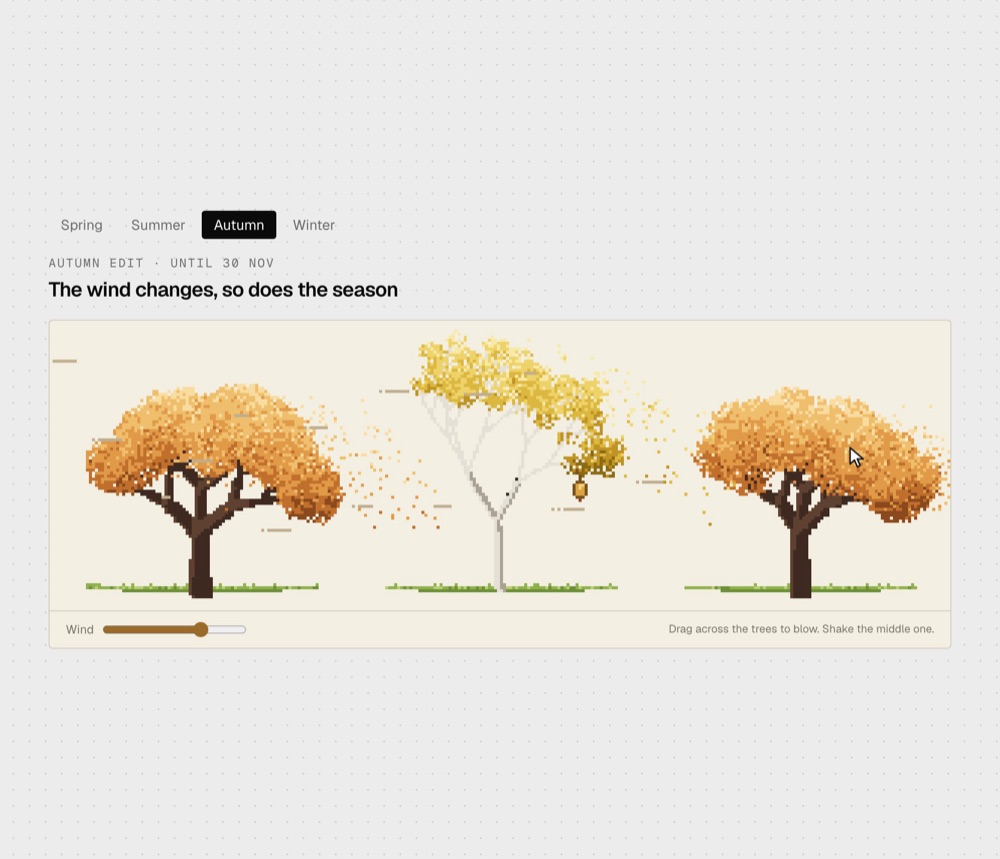 Spring Summer Autumn Winter
AUTUMN EDIT · UNTIL 30 NOV
The wind changes, so does the season
Wind
Drag across the trees to blow. Shake the middle one.